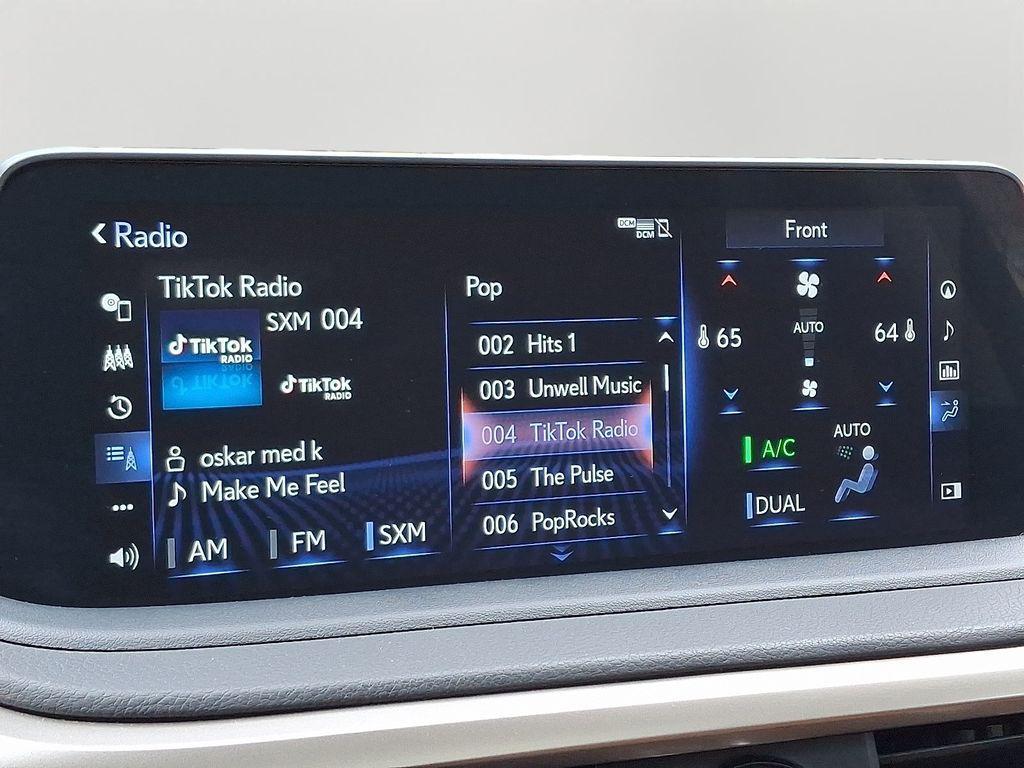 Radio
DCM
DCM
TikTok Radio
SXM 004
TikTok
RADIO
TikTok
RADIO
oskar med k
Make Me Feel
AM
FM
SXM
Pop
002 Hits 1
003 Unwell Music
004 TikTok Radio
005 The Pulse
006 PopRocks
Front
65
AUTO
64
A/C
AUTO
DUAL